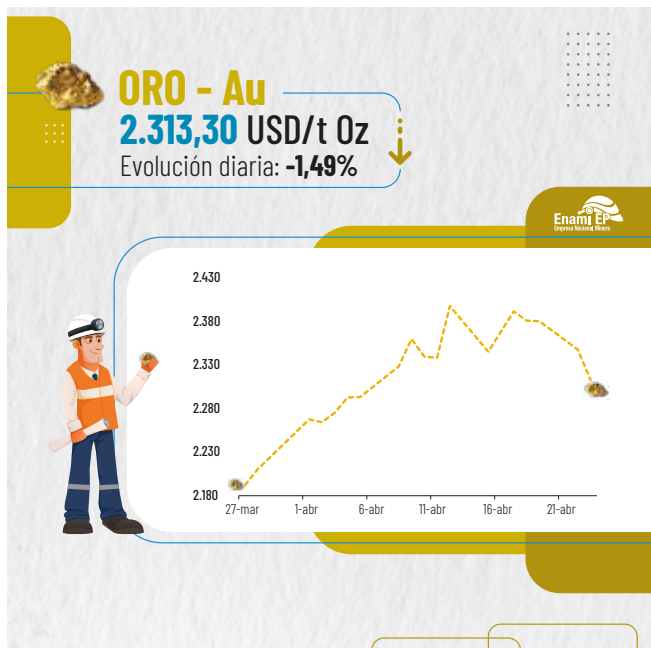 ORO - Au
2.313,30 USD/t Oz
Evolución diaria: -1,49%
Enami EP
Empresa Nacional Minera
2.430
2.380
2.330
2.280
2.230
2.180
27-mar 1-abr 6-abr 11-abr 16-abr 21-abr